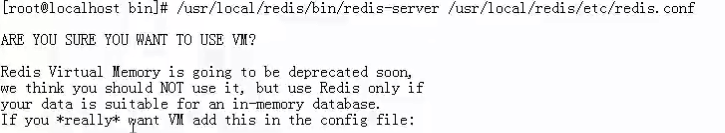 [root@localhost bin]# /usr/local/redis/bin/redis-server /usr/local/redis/etc/redis.conf
ARE YOU SURE YOU WANT TO USE VM?
Redis Virtual Memory is going to be deprecated soon,
we think you should NOT use it, but use Redis only if
your data is suitable for an in-memory database.
If you *really* want VM add this in the config file: